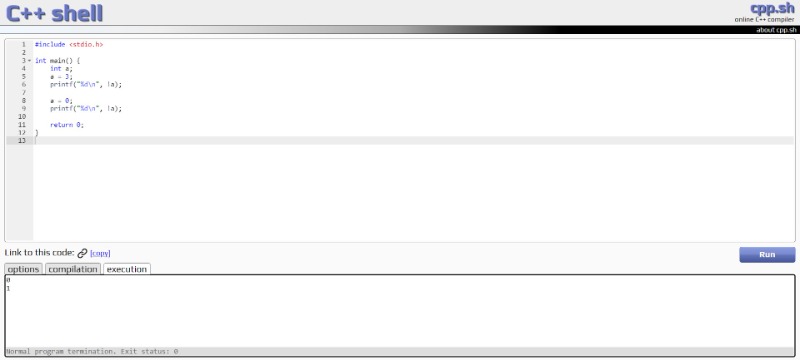 C++ shell
cpp.sh
online C++ compiler
about cpp.sh
1 #include <stdio.h>
2
3 int main() {
4 int a;
5 a = 3;
6 printf("%d\n", !a);
7
8 a = 0;
9 printf("%d\n", !a);
10
11 return 0;
12 }
13
Link to this code: [copy]
Run
options compilation execution
0
1
Normal program termination. Exit status: 0